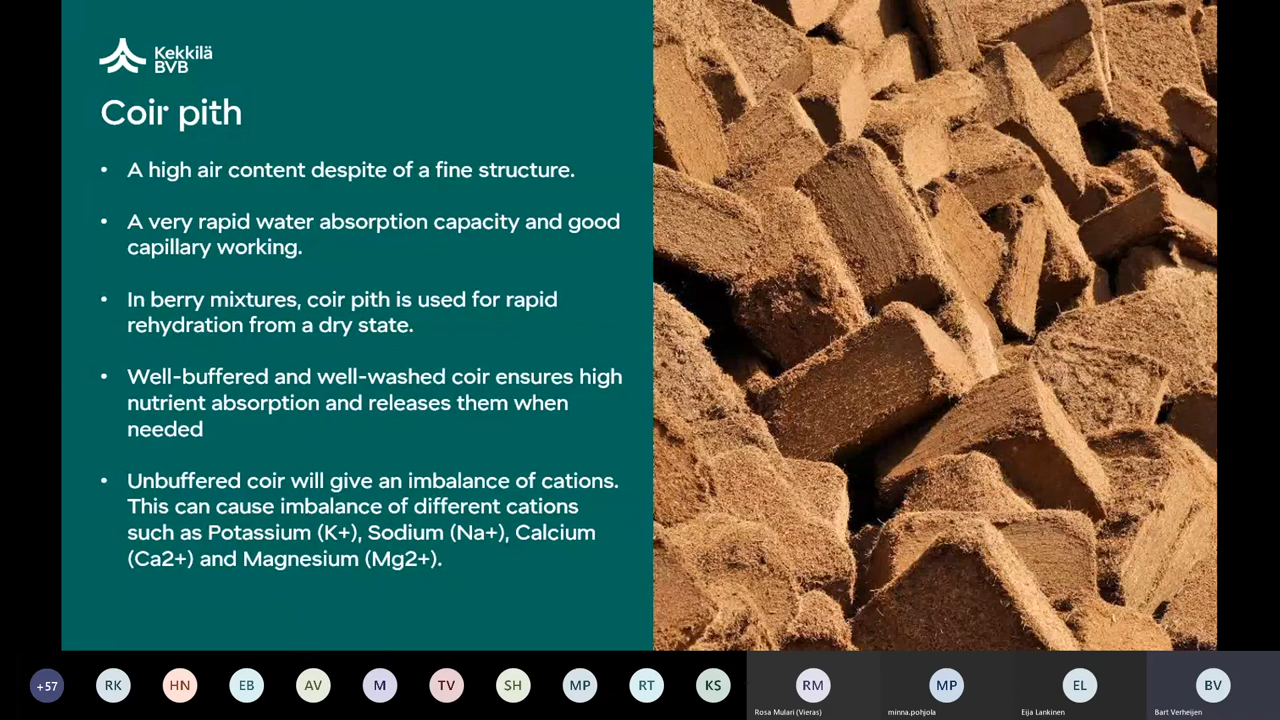 Kekkilä
BVB
Coir pith
• A high air content despite of a fine structure.
• A very rapid water absorption capacity and good
capillary working.
• In berry mixtures, coir pith is used for rapid
rehydration from a dry state.
• Well-buffered and well-washed coir ensures high
nutrient absorption and releases them when
needed
• Unbuffered coir will give an imbalance of cations.
This can cause imbalance of different cations
such as Potassium (K+), Sodium (Na+), Calcium
(Ca2+) and Magnesium (Mg2+).
+57 RK HN EB AV M TV SH MP RT KS RM MP EL BV
Rosa Mulari (Vieras) minna.pohjola Eija Lankinen Bart Verheijen